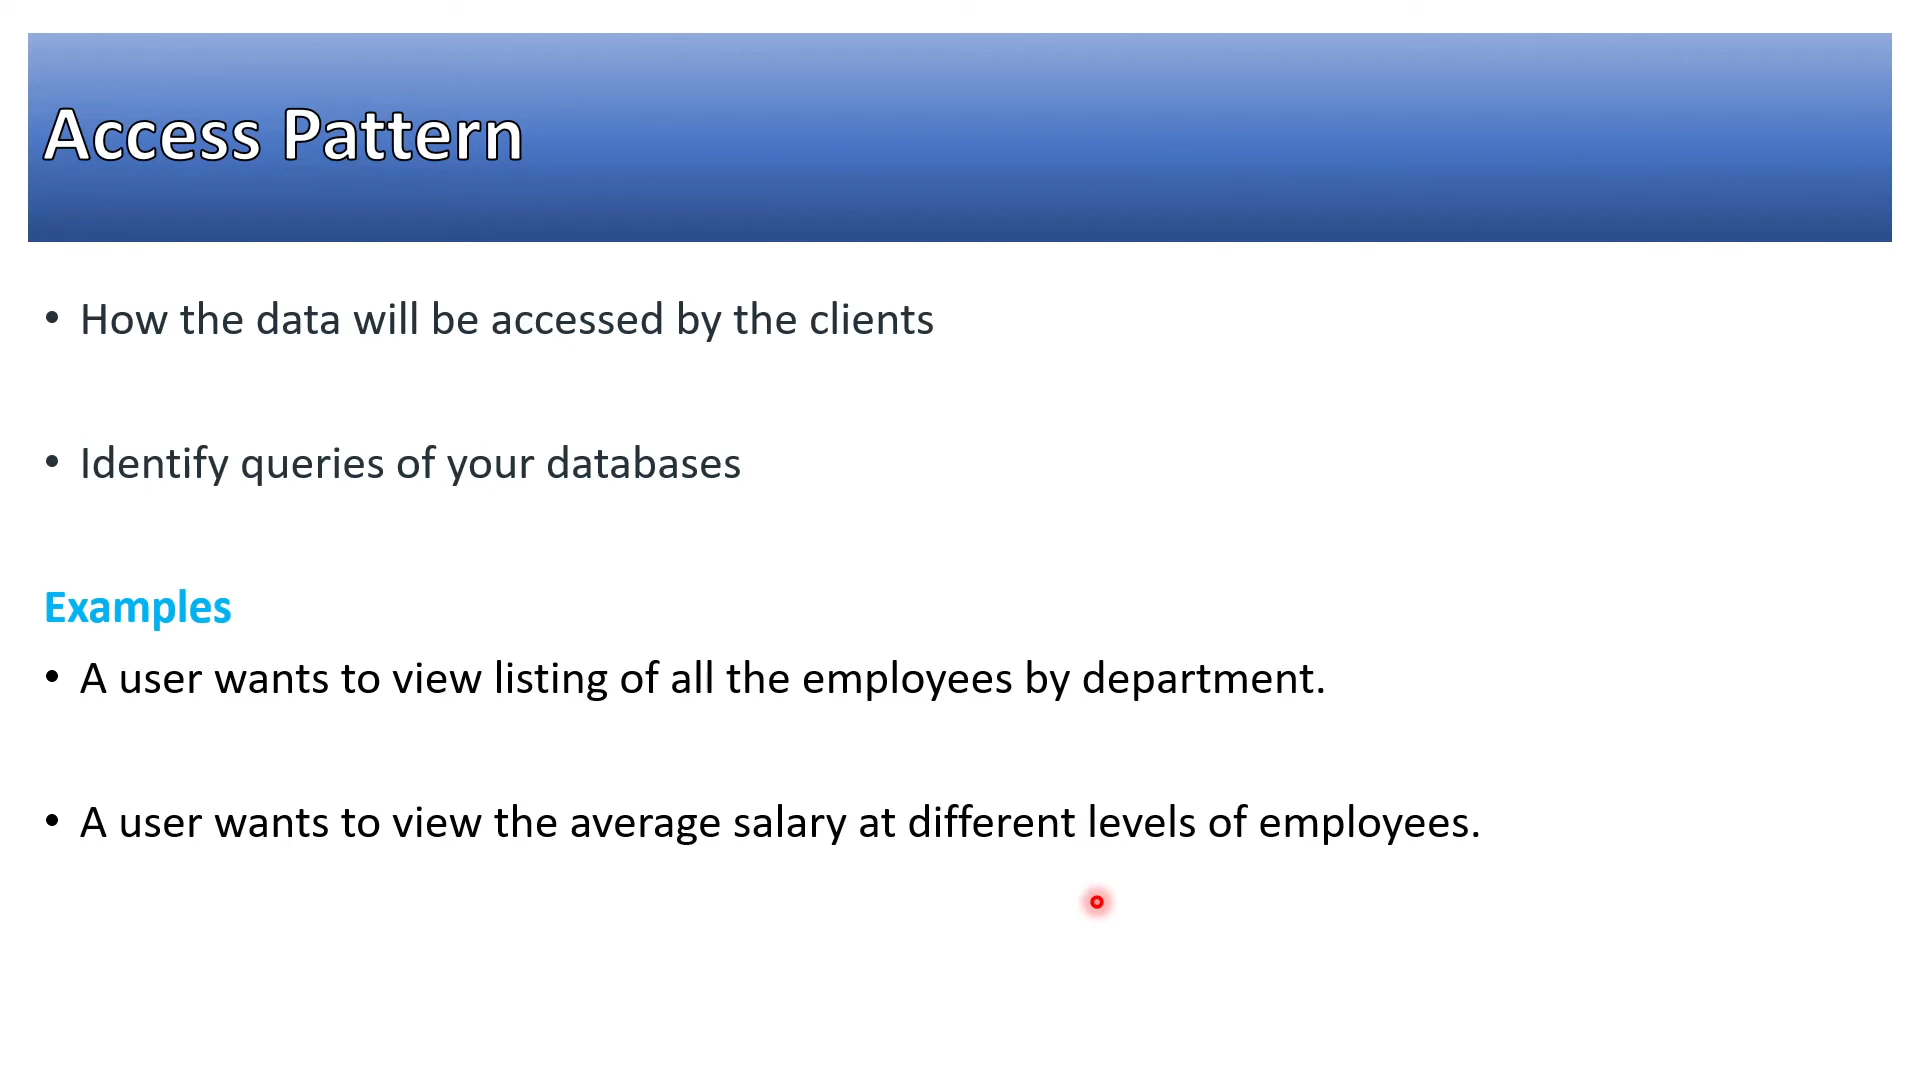 Access Pattern
• How the data will be accessed by the clients
• Identify queries of your databases
Examples
• A user wants to view listing of all the employees by department.
• A user wants to view the average salary at different levels of employees.